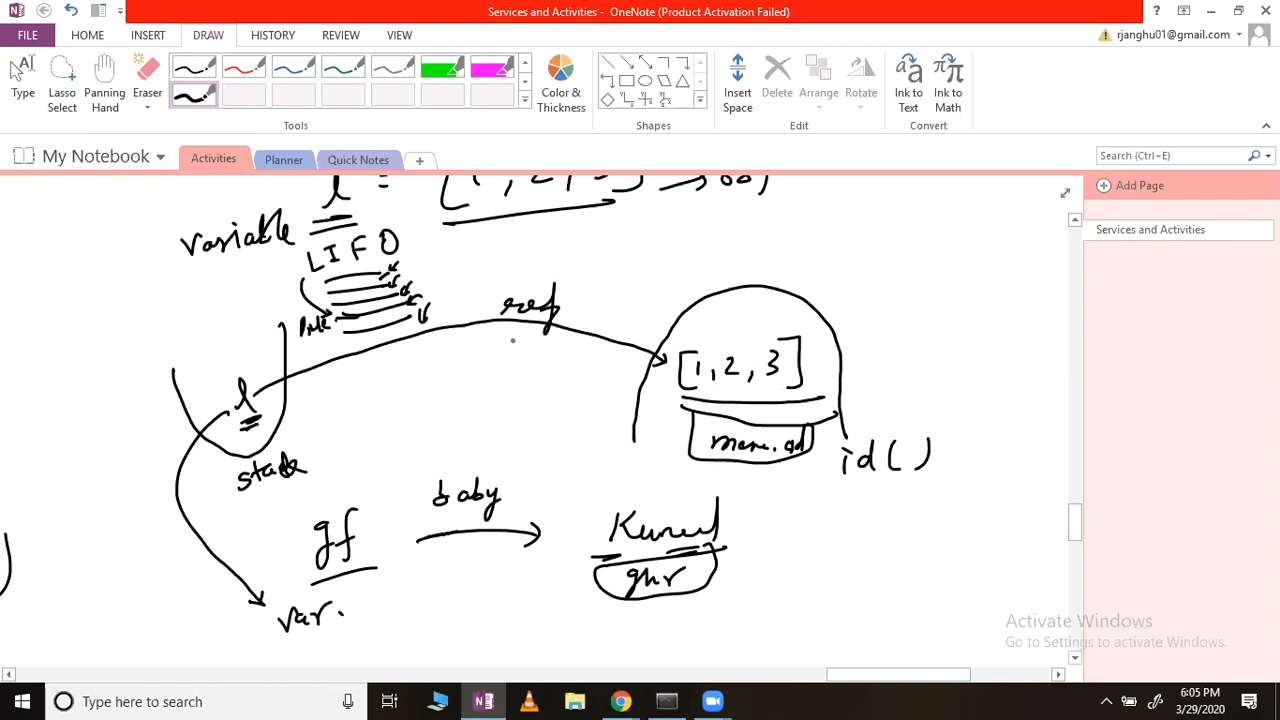 Services and Activities - OneNote (Product Activation Failed)
FILE HOME INSERT DRAW HISTORY REVIEW VIEW
rjanghu01@gmail.com
Type
Lasso Select
Panning Hand
Eraser
Color & Thickness
Insert Space
Delete
Arrange
Rotate
Ink to Text
Ink to Math
Tools
Shapes
Edit
Convert
My Notebook
Activities
Planner
Quick Notes
Search (Ctrl+E)
Add Page
Services and Activities
l = [1, 2, 3]
variable
LIFO
ref
[1, 2, 3]
l
mem. ad
id( )
baby
gf
ghr
var.
Activate Windows
Go to Settings to activate Windows.
Type here to search
6:05 PM
3/29/2020